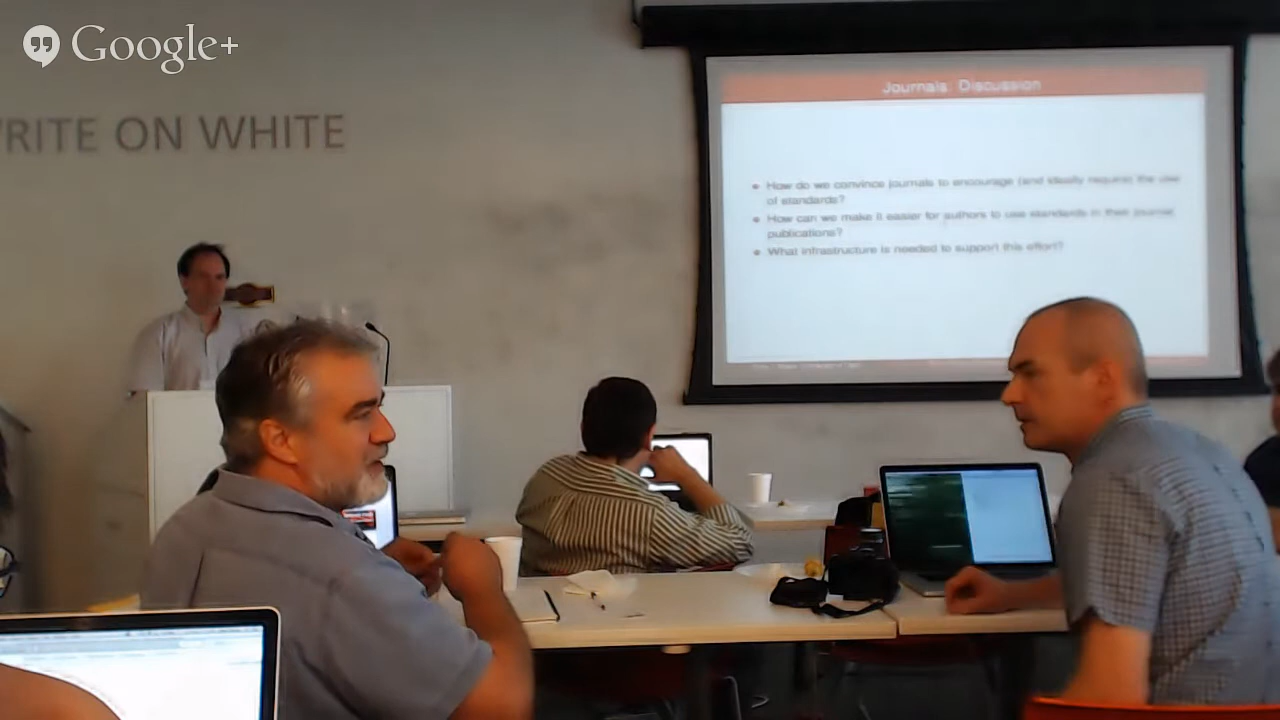 Google+
RITE ON WHITE
Journals: Discussion
How do we convince journals to encourage (and ideally require) the use
of standards?
How can we make it easier for authors to use standards in their journal
publications?
What infrastructure is needed to support this effort?